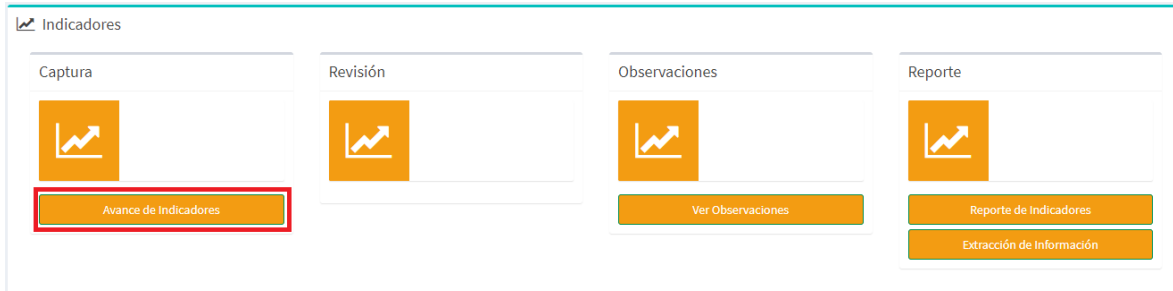 Indicadores
Captura
Avance de Indicadores
Revisión
Observaciones
Ver Observaciones
Reporte
Reporte de Indicadores
Extracción de Información